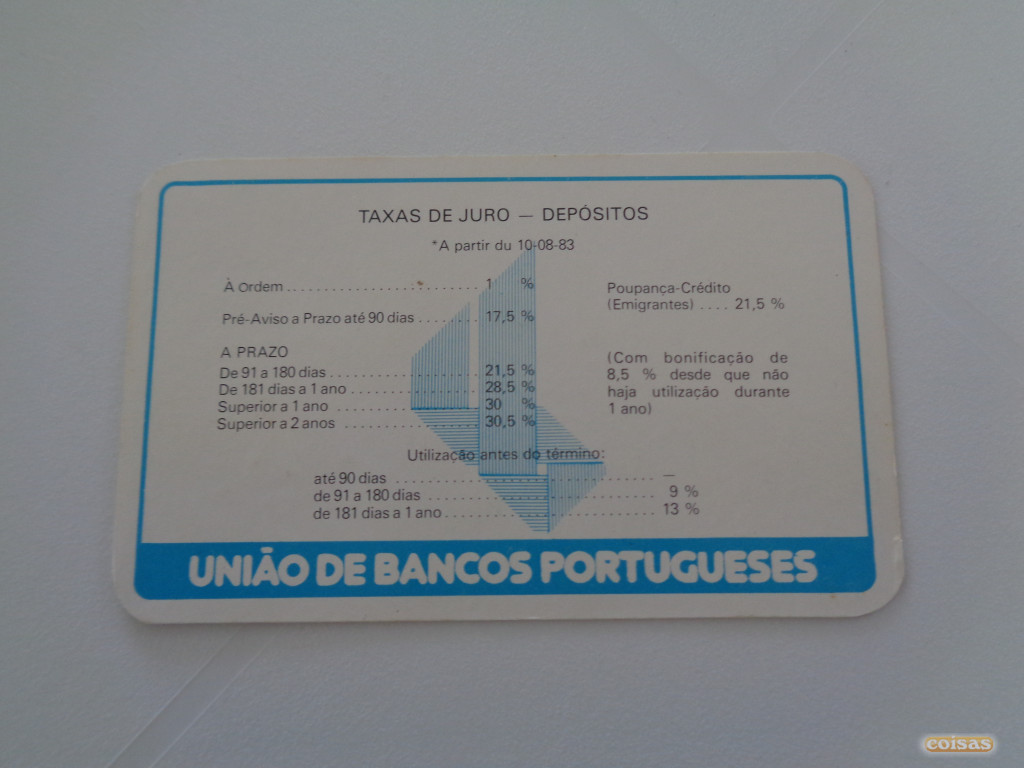 TAXAS DE JURO — DEPÓSITOS
*A partir du 10-08-83
À Ordem ........................ 1 %
Pré-Aviso a Prazo até 90 dias ........ 17,5 %
A PRAZO
De 91 a 180 dias .................... 21,5 %
De 181 dias a 1 ano ................. 28,5 %
Superior a 1 ano .................. 30 %
Superior a 2 anos ................. 30,5 %
Poupança-Crédito
(Emigrantes) .... 21,5 %
(Com bonificação de
8,5 % desde que não
haja utilização durante
1 ano)
Utilização antes do término:
até 90 dias .................................. —
de 91 a 180 dias ............................. 9 %
de 181 dias a 1 ano .......................... 13 %
UNIÃO DE BANCOS PORTUGUESES
coisas